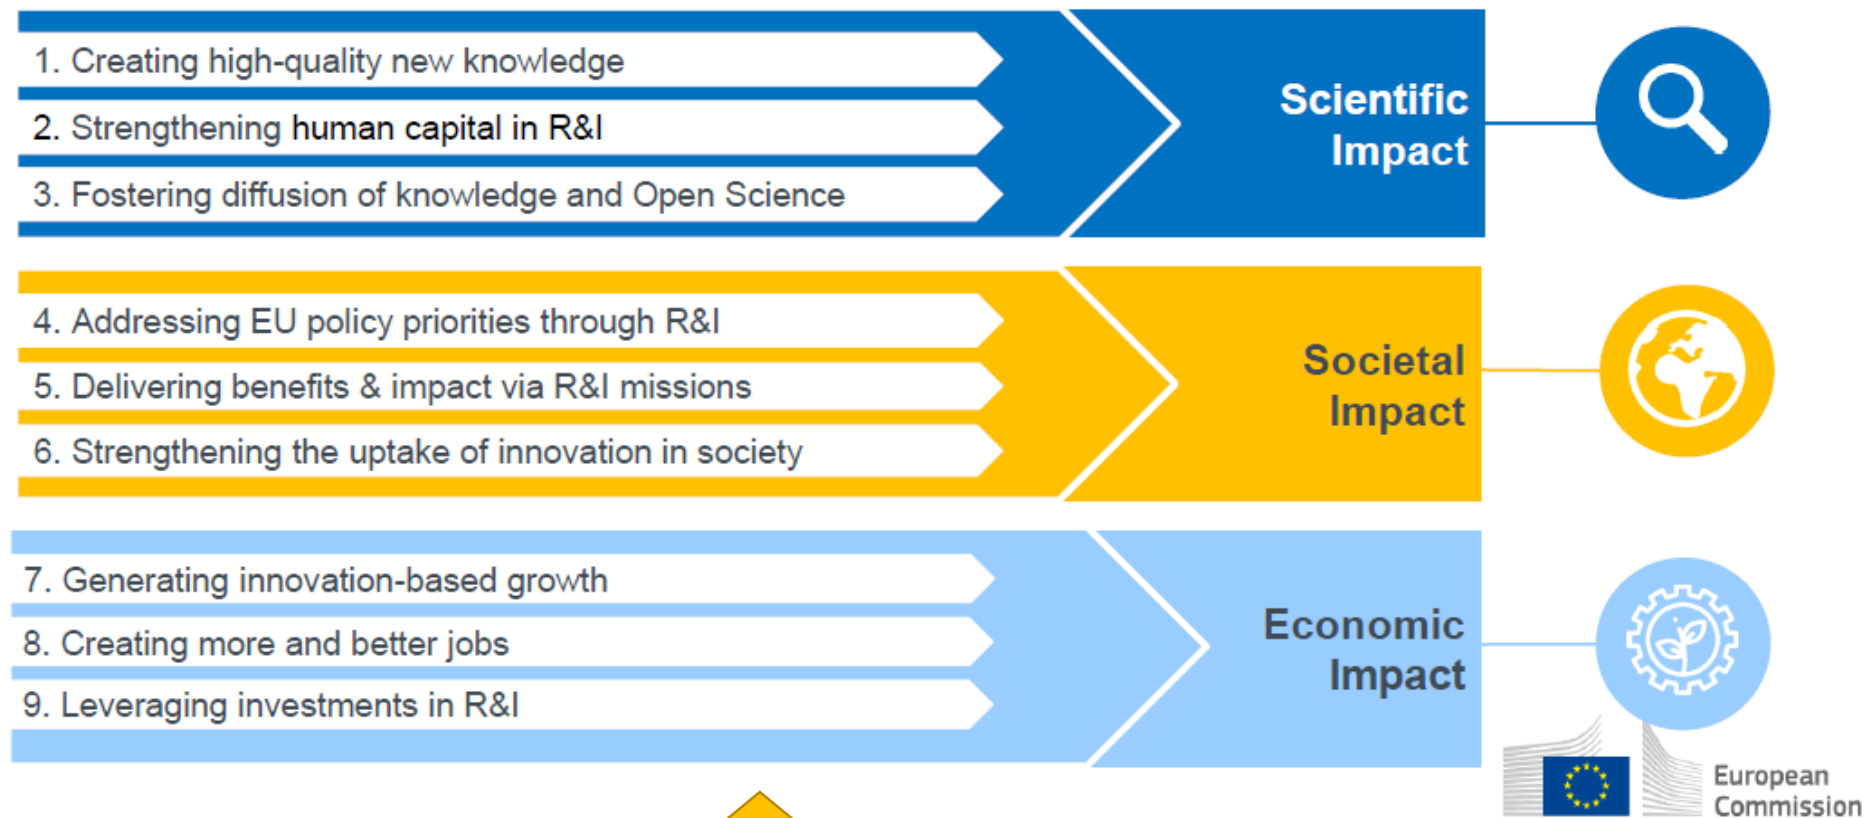 1. Creating high-quality new knowledge
2. Strengthening human capital in R&I
3. Fostering diffusion of knowledge and Open Science
Scientific
Impact
4. Addressing EU policy priorities through R&I
5. Delivering benefits & impact via R&I missions
6. Strengthening the uptake of innovation in society
Societal
Impact
7. Generating innovation-based growth
8. Creating more and better jobs
9. Leveraging investments in R&I
Economic
Impact
European
Commission